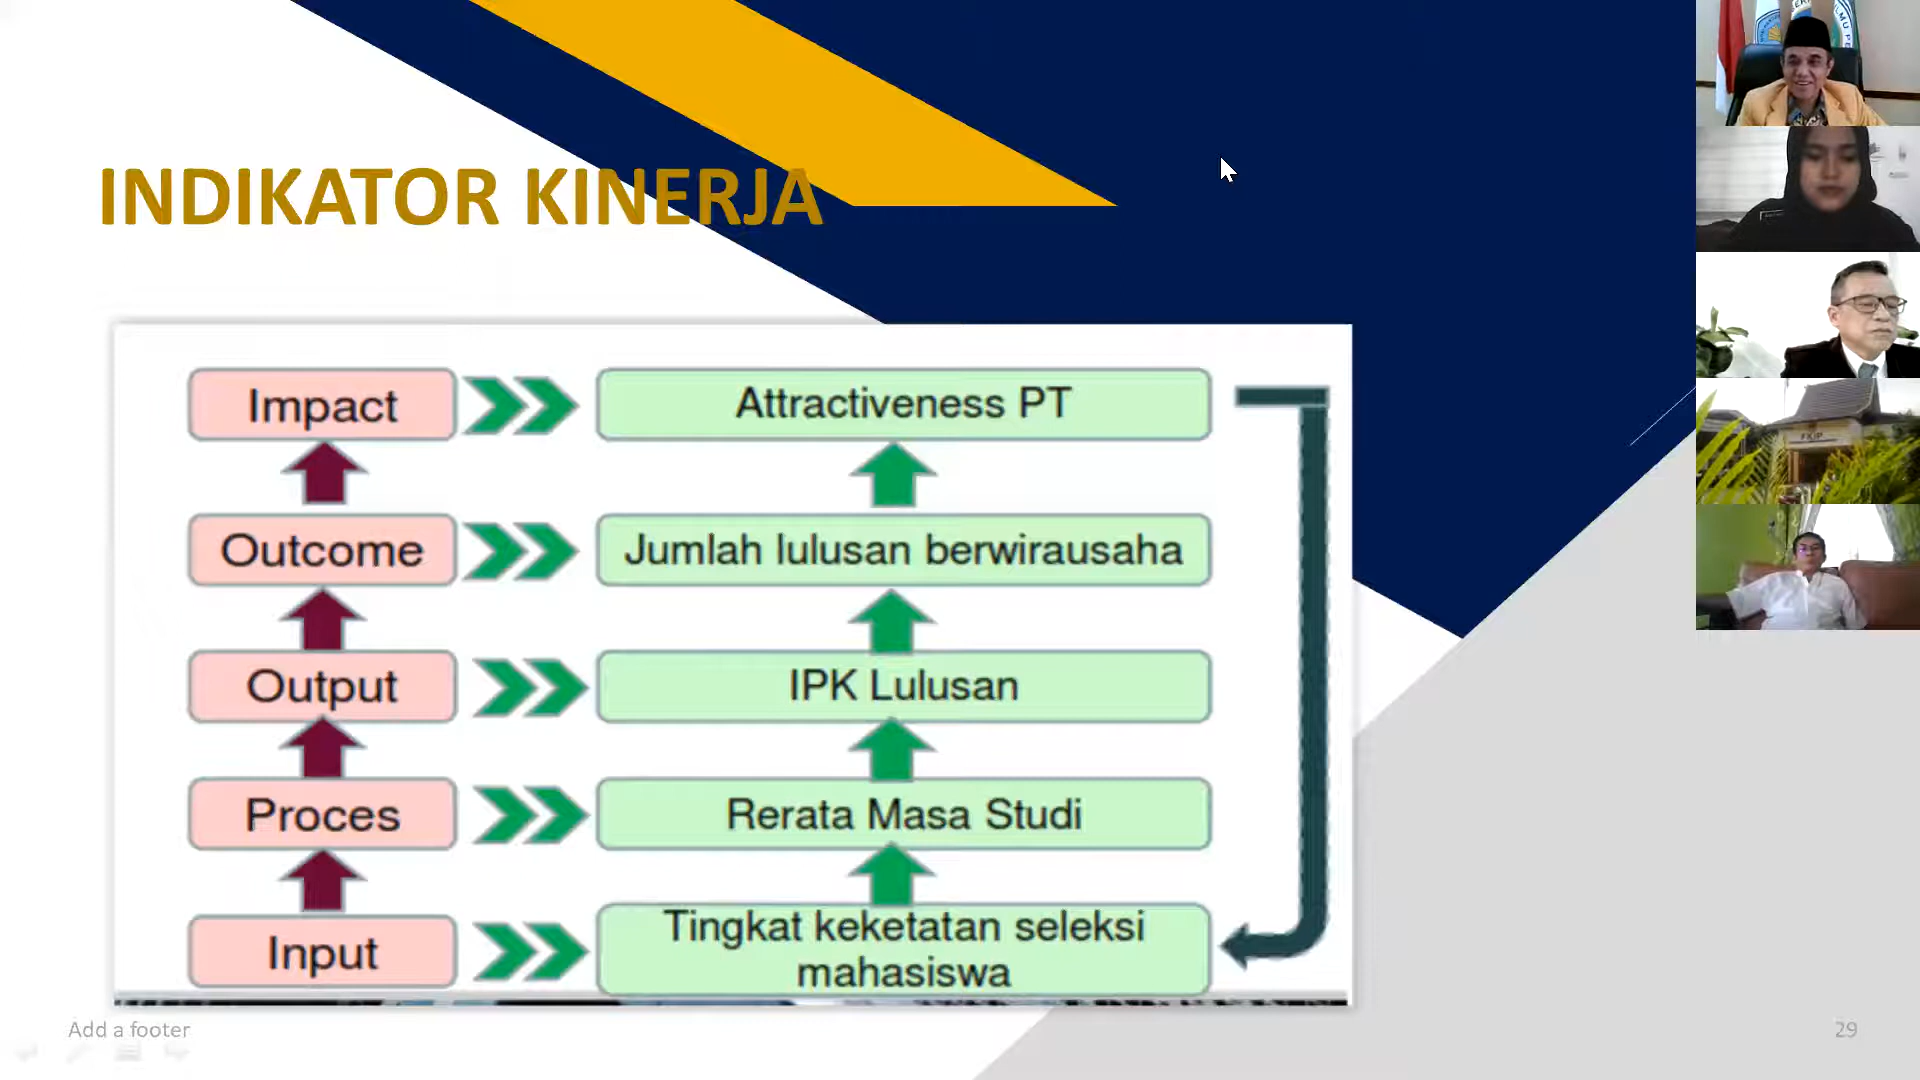 INDIKATOR KINERJA
Impact
Attractiveness PT
Outcome
Jumlah lulusan berwirausaha
Output
IPK Lulusan
Proces
Rerata Masa Studi
Input
Tingkat keketatan seleksi
mahasiswa
Add a footer
29
FKIP